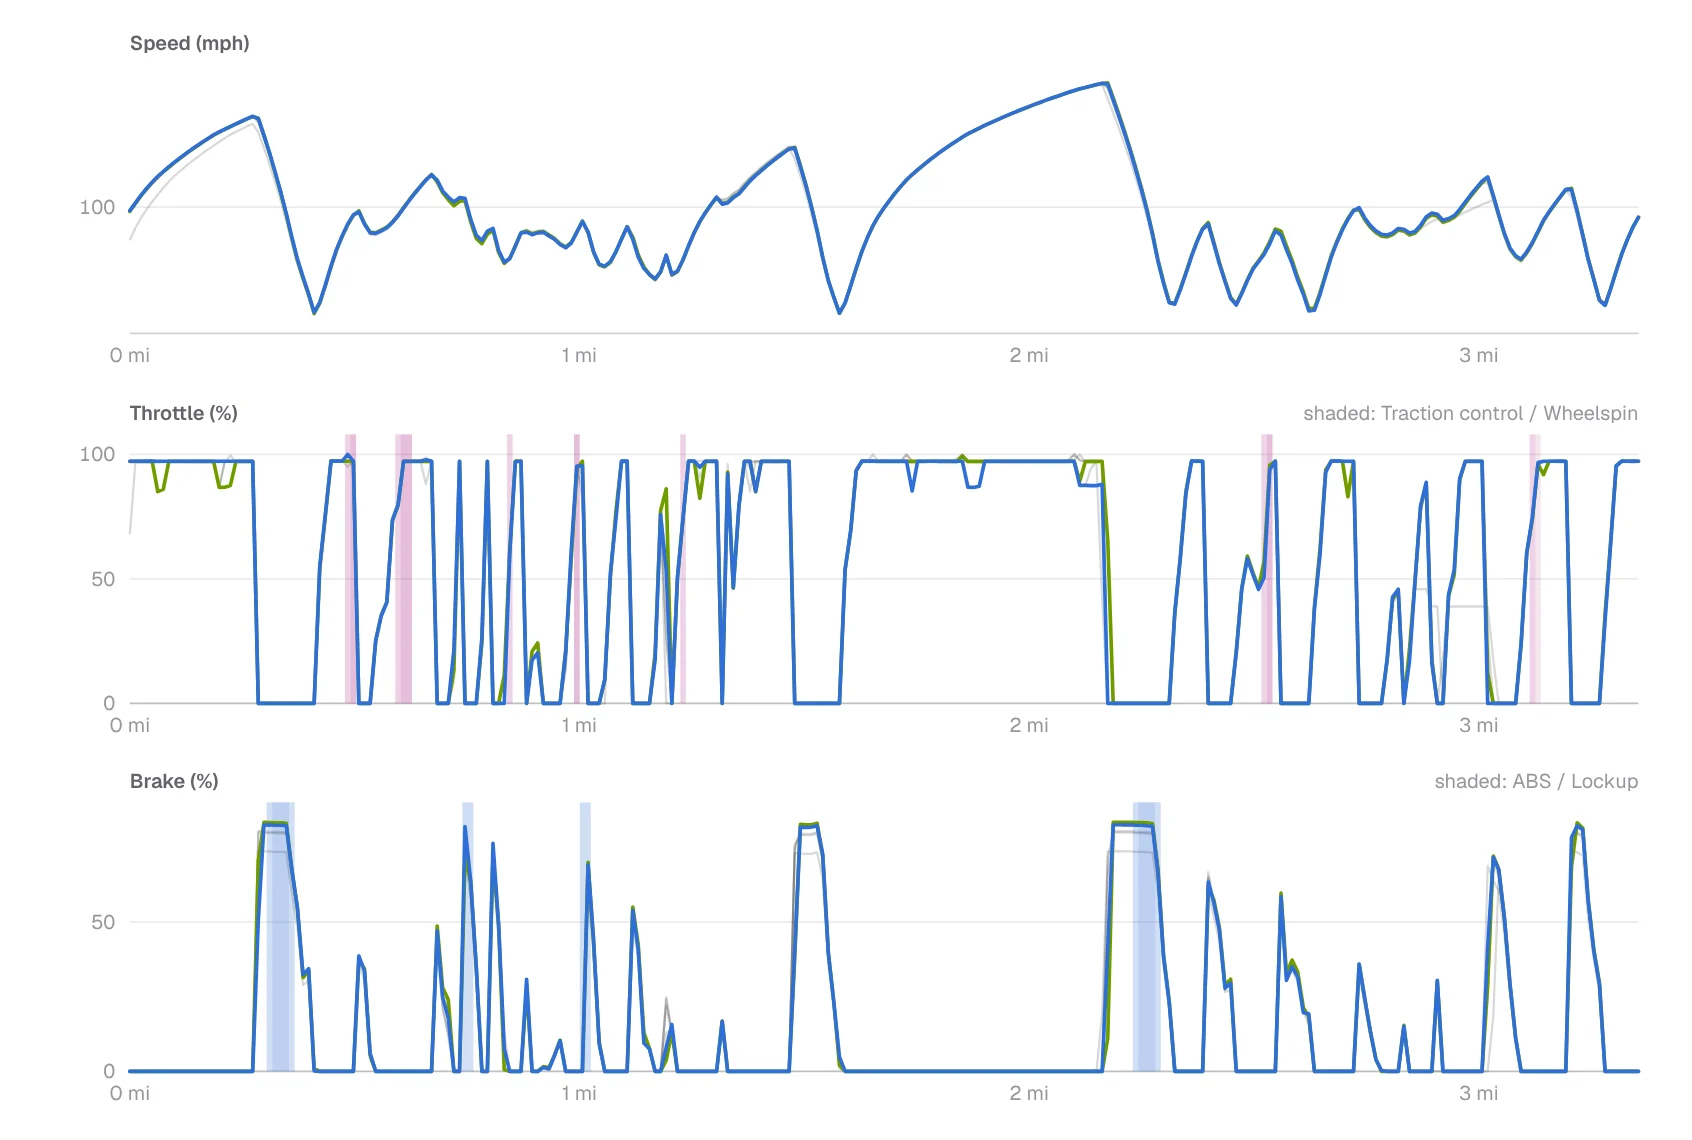 Speed (mph)
100
0 mi 1 mi 2 mi 3 mi
Throttle (%) shaded: Traction control / Wheelspin
100
50
0
0 mi 1 mi 2 mi 3 mi
Brake (%) shaded: ABS / Lockup
50
0
0 mi 1 mi 2 mi 3 mi